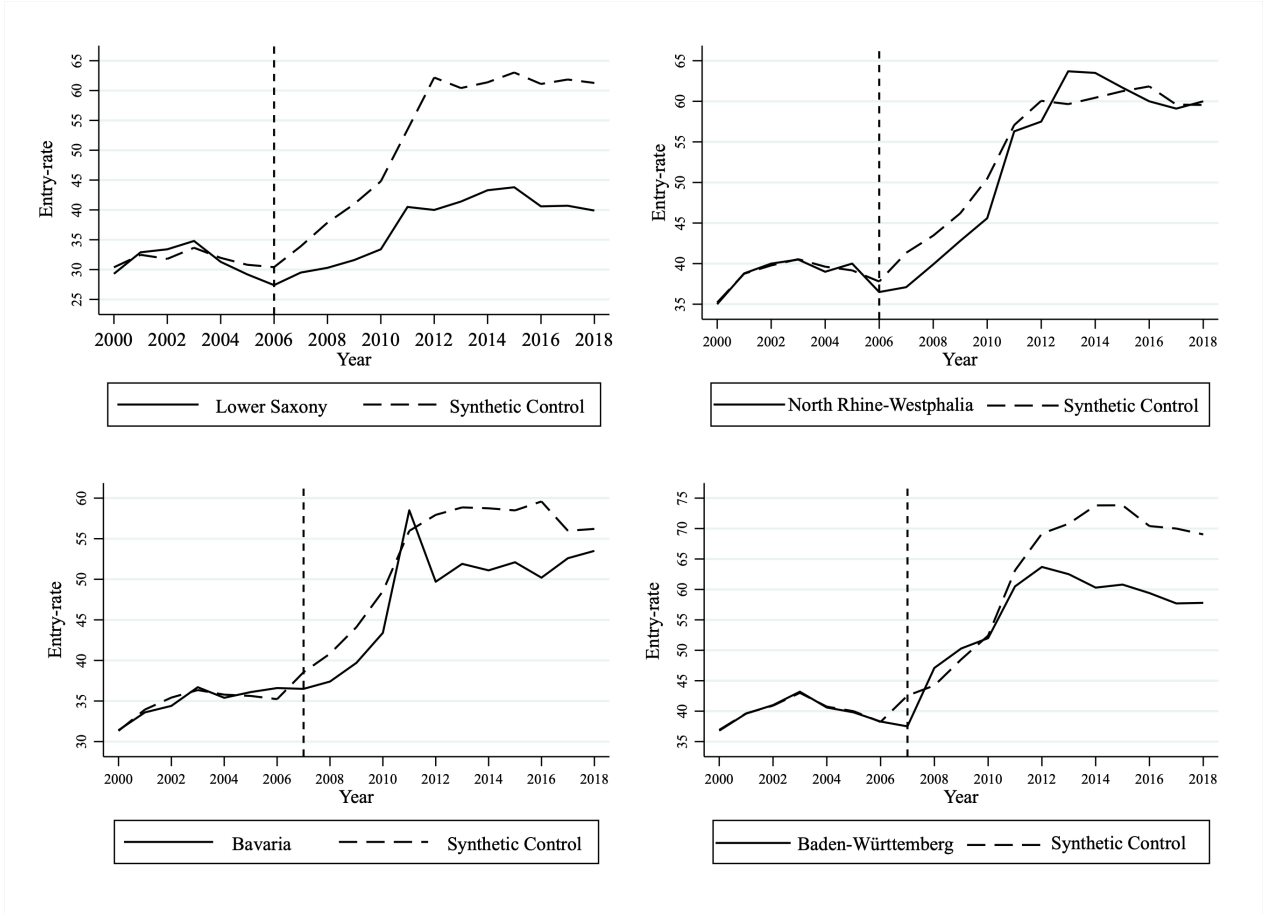 Entry-rate
65
60
55
50
45
40
35
30
25
2000 2002 2004 2006 2008 2010 2012 2014 2016 2018
Year
Lower Saxony Synthetic Control
Entry-rate
65
60
55
50
45
40
35
2000 2002 2004 2006 2008 2010 2012 2014 2016 2018
Year
North Rhine-Westphalia Synthetic Control
Entry-rate
60
55
50
45
40
35
30
2000 2002 2004 2006 2008 2010 2012 2014 2016 2018
Year
Bavaria Synthetic Control
Entry-rate
75
70
65
60
55
50
45
40
35
2000 2002 2004 2006 2008 2010 2012 2014 2016 2018
Year
Baden-Württemberg Synthetic Control